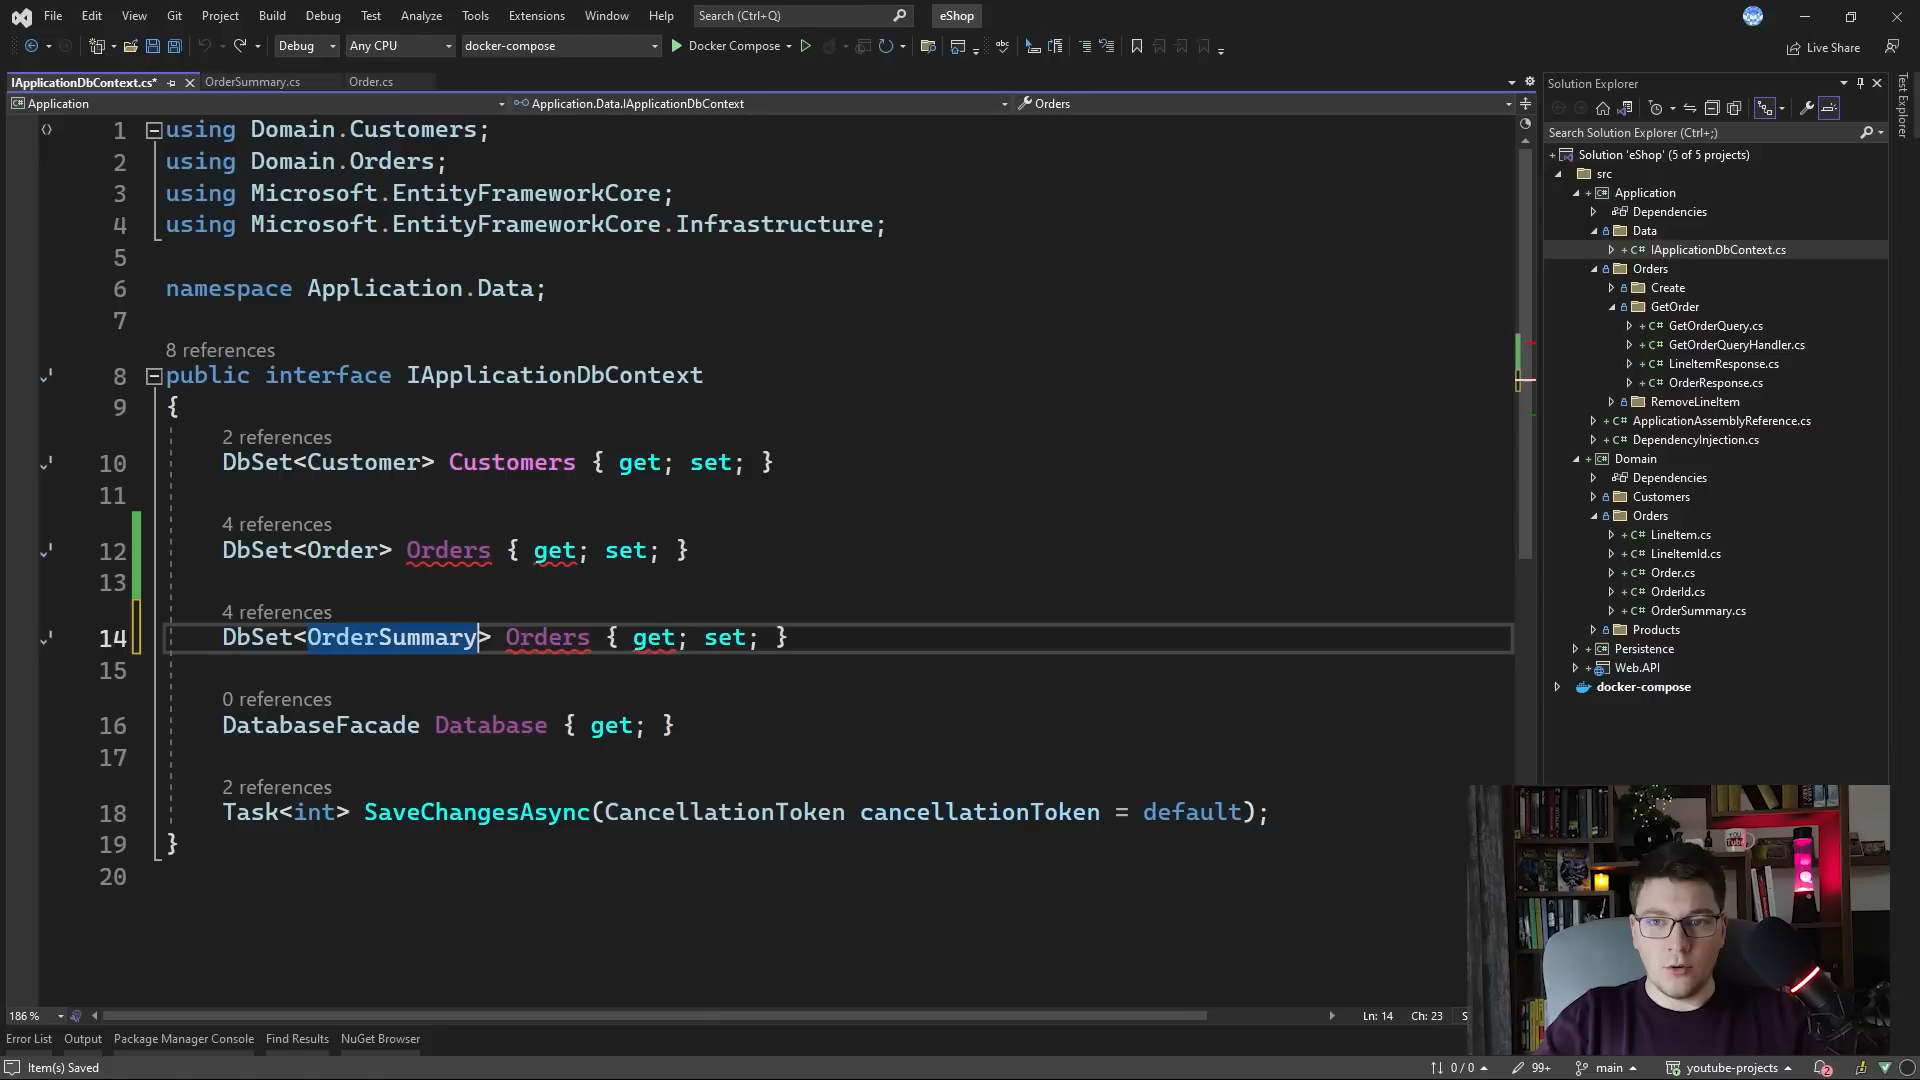 File Edit View Git Project Build Debug Test Analyze Tools Extensions Window Help Search (Ctrl+Q) eShop
Debug Any CPU docker-compose Docker Compose Live Share
IApplicationDbContext.cs* OrderSummary.cs Order.cs
Application Application.Data.IApplicationDbContext Orders
1 using Domain.Customers;
2 using Domain.Orders;
3 using Microsoft.EntityFrameworkCore;
4 using Microsoft.EntityFrameworkCore.Infrastructure;
5
6 namespace Application.Data;
7
8 references
8 public interface IApplicationDbContext
9 {
2 references
10 DbSet<Customer> Customers { get; set; }
11
4 references
12 DbSet<Order> Orders { get; set; }
13
4 references
14 DbSet<OrderSummary> Orders { get; set; }
15
0 references
16 DatabaseFacade Database { get; }
17
2 references
18 Task<int> SaveChangesAsync(CancellationToken cancellationToken = default);
19 }
20
186 % Ln: 14 Ch: 23 S
Error List Output Package Manager Console Find Results NuGet Browser
Item(s) Saved 0 / 0 99+ main youtube-projects 2
Solution Explorer
Search Solution Explorer (Ctrl+;)
Solution 'eShop' (5 of 5 projects)
src
Application
Dependencies
Data
C# IApplicationDbContext.cs
Orders
Create
GetOrder
C# GetOrderQuery.cs
C# GetOrderQueryHandler.cs
C# LineItemResponse.cs
C# OrderResponse.cs
RemoveLineItem
C# ApplicationAssemblyReference.cs
C# DependencyInjection.cs
Domain
Dependencies
Customers
Orders
C# LineItem.cs
C# LineItemId.cs
C# Order.cs
C# OrderId.cs
C# OrderSummary.cs
Products
Persistence
Web.API
docker-compose
Test Explorer